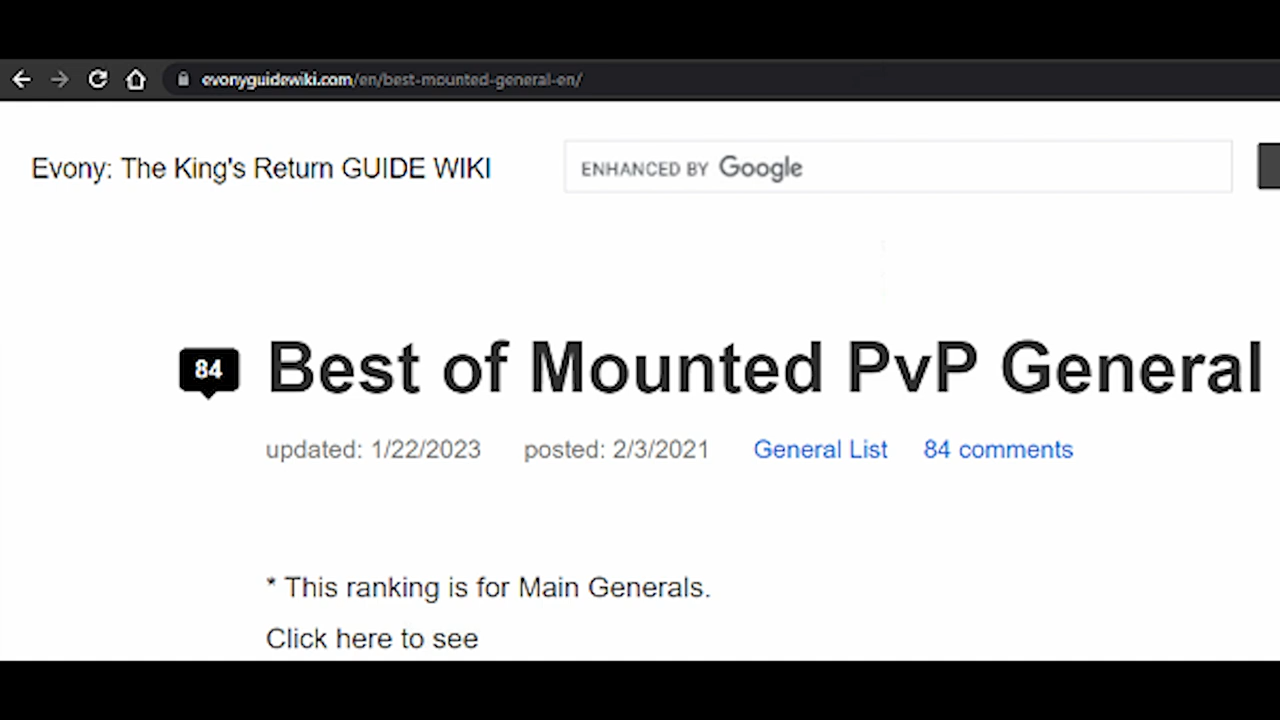 evonyguidewiki.com/en/best-mounted-general-en/
Evony: The King's Return GUIDE WIKI
ENHANCED BY Google
84
Best of Mounted PvP General
updated: 1/22/2023 posted: 2/3/2021 General List 84 comments
* This ranking is for Main Generals.
Click here to see